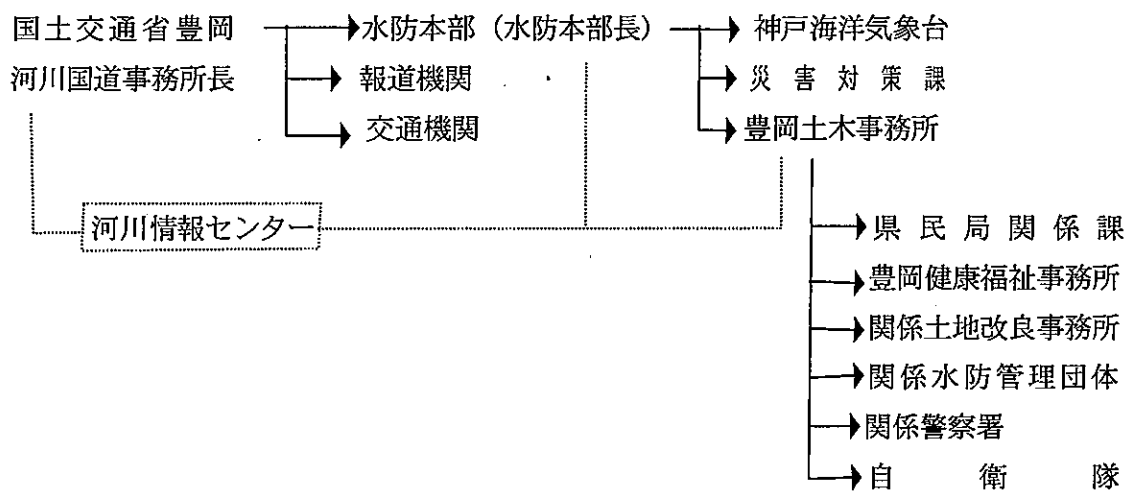 国土交通省豊岡 水防本部（水防本部長） 神戸海洋気象台
河川国道事務所長 報道機関 災害対策課
交通機関 豊岡土木事務所
河川情報センター 県民局関係課
豊岡健康福祉事務所
関係土地改良事務所
関係水防管理団体
関係警察署
自衛隊